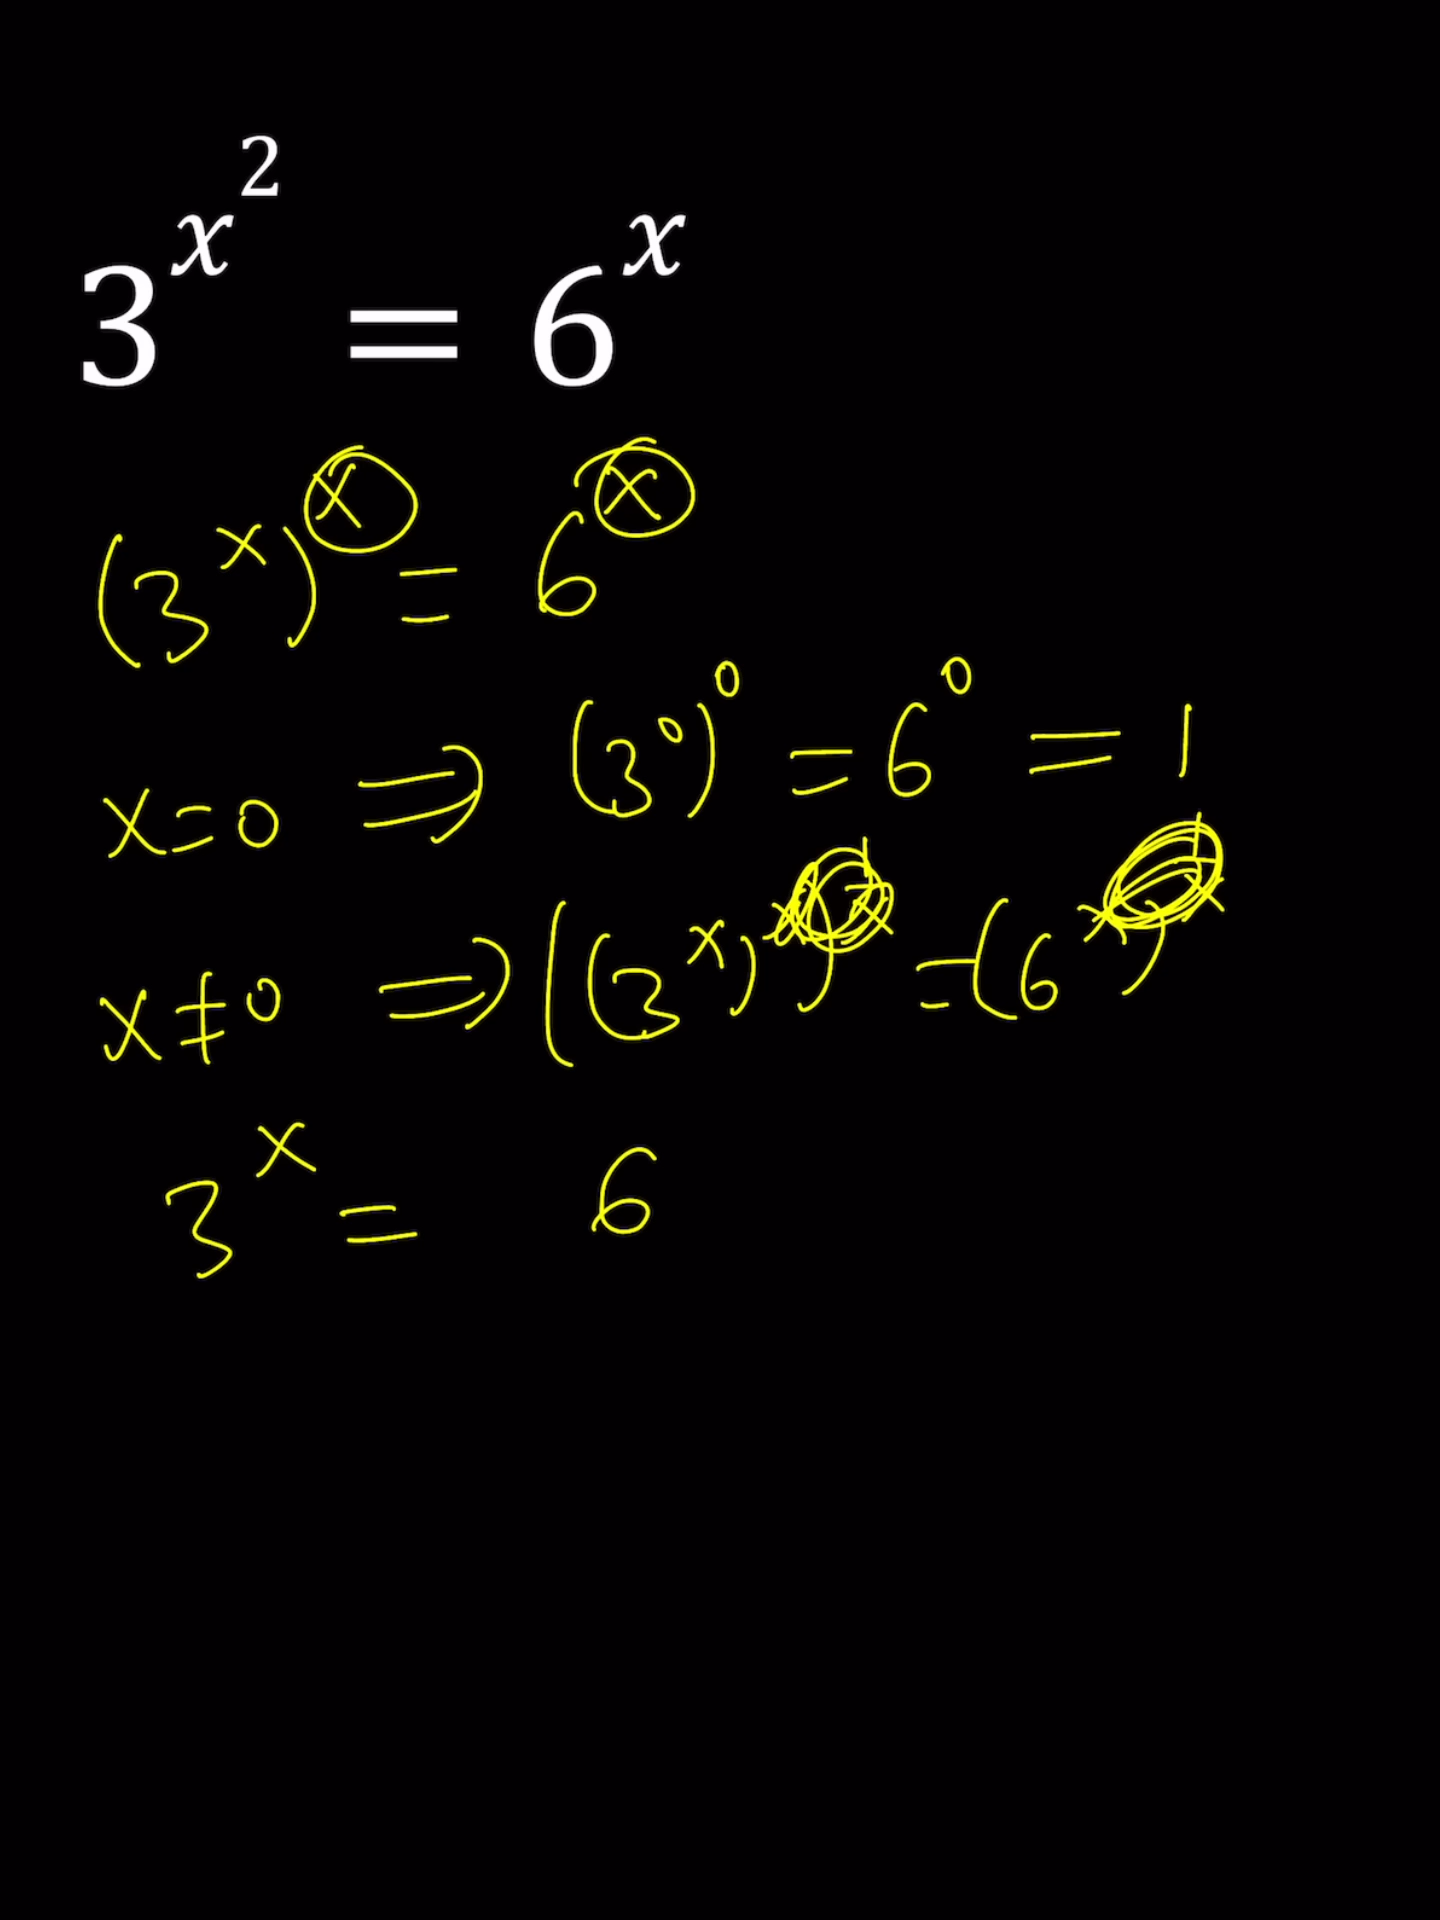 3^{x^2} = 6^x
(3^x)^x = 6^x
x=0 ⇒ (3^0)^0 = 6^0 = 1
x≠0 ⇒ ((3^x)^x)^{1/x} = (6^x)^{1/x}
3^x = 6